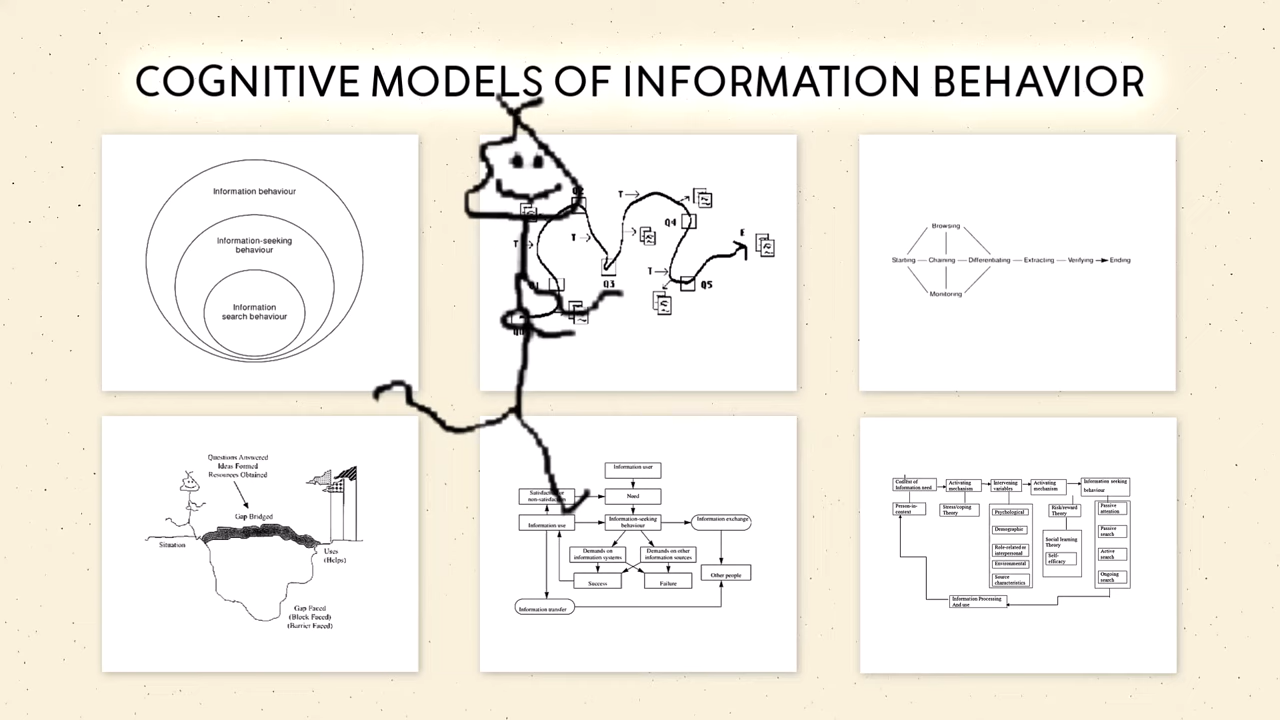 COGNITIVE MODELS OF INFORMATION BEHAVIOR
Information behaviour
Information-seeking
behaviour
Information
search behaviour
T
T
T
Q3
T
Q4
Q5
E
Browsing
Starting
Chaining
Differentiating
Extracting
Verifying
Ending
Monitoring
Questions Answered
Ideas Formed
Resources Obtained
Gap Bridged
Situation
Uses
(Helps)
Gap Faced
(Block Faced)
(Barrier Faced)
Information user
Need
Information use
Information-seeking
behaviour
Information exchange
Demands on
information systems
Demands on other
information sources
Success
Failure
Other people
Information transfer
Information need
Activating
mechanism
Intervening
variables
Activating
mechanism
Information seeking
behaviour
Person-in-
context
Stress/coping
Theory
Psychological
Demographic
Role-related or
interpersonal
Environmental
Source
characteristics
Risk/reward
Theory
Social learning
Theory
Self-
efficacy
Passive
attention
Passive
search
Active
search
Ongoing
search
Information Processing
And use